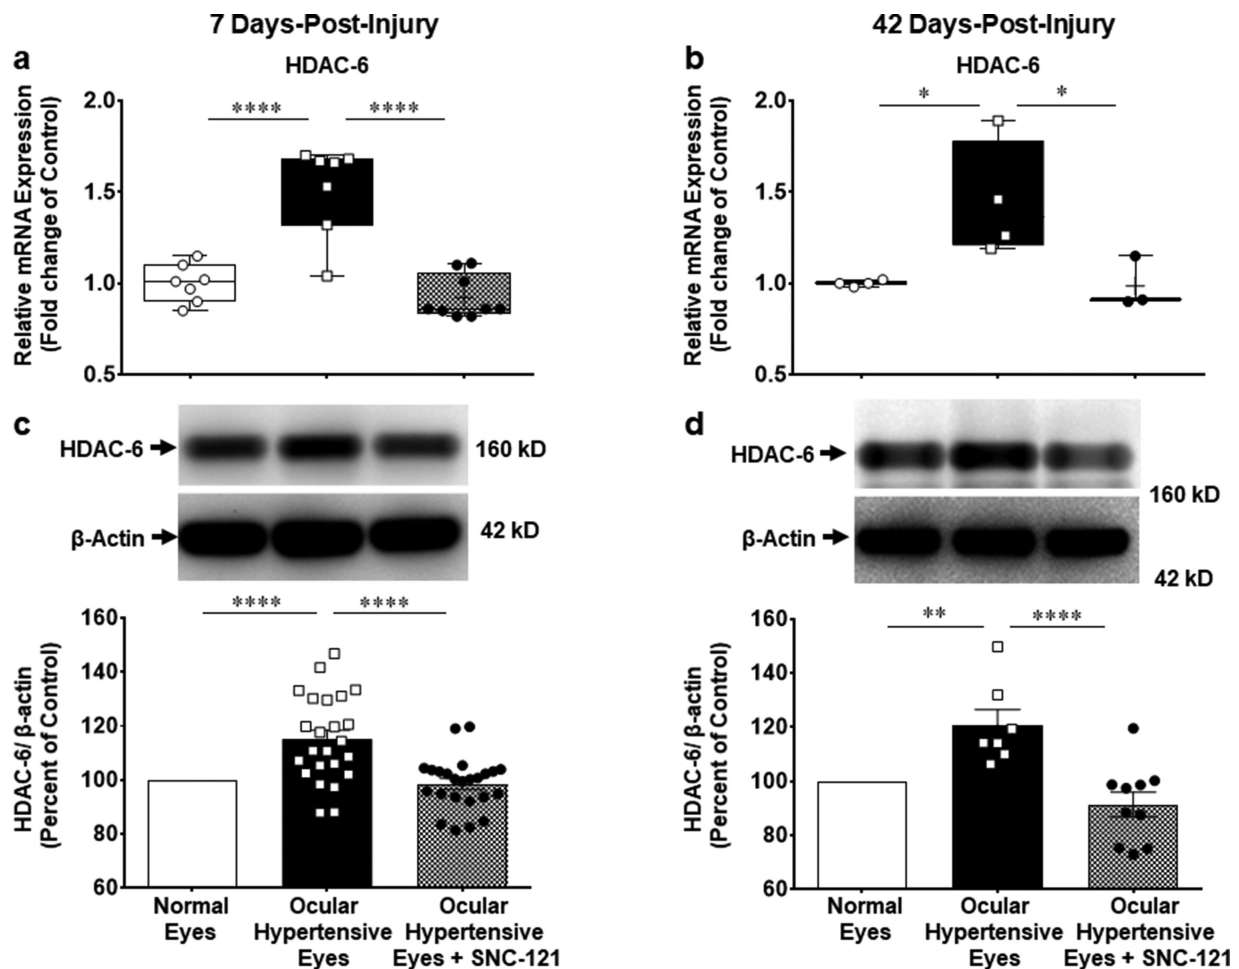 7 Days-Post-Injury
42 Days-Post-Injury
a
HDAC-6
Relative mRNA Expression
(Fold change of Control)
2.0
1.5
1.0
0.5
****
****
b
HDAC-6
Relative mRNA Expression
(Fold change of Control)
2.0
1.5
1.0
0.5
*
*
c
HDAC-6
160 kD
β-Actin
42 kD
HDAC-6/ β-actin
(Percent of Control)
160
140
120
100
80
60
****
****
Normal
Eyes
Ocular
Hypertensive
Eyes
Ocular
Hypertensive
Eyes + SNC-121
d
HDAC-6
160 kD
β-Actin
42 kD
HDAC-6/ β-actin
(Percent of Control)
160
140
120
100
80
60
**
****
Normal
Eyes
Ocular
Hypertensive
Eyes
Ocular
Hypertensive
Eyes + SNC-121